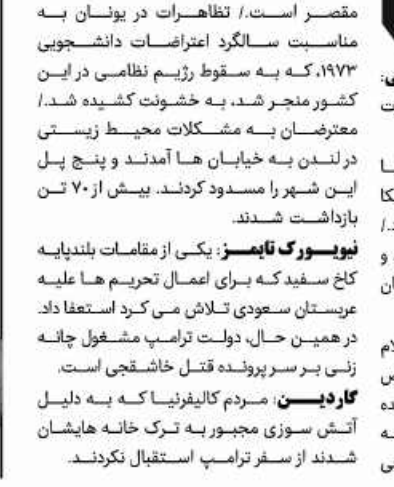 مقصر است./ تظاهرات در یونان به
مناسبت سالگرد اعتراضات دانشجویی
۱۹۷۳، که به سقوط رژیم نظامی در این
کشور منجر شد، به خشونت کشیده شد./
معترضان به مشکلات محیط زیستی
در لندن به خیابان ها آمدند و پنج پل
این شهر را مسدود کردند. بیش از ۷۰ تن
بازداشت شدند.
نیویورک تایمز: یکی از مقامات بلندپایه
کاخ سفید که برای اعمال تحریم ها علیه
عربستان سعودی تلاش می کرد استعفا داد.
در همین حال، دولت ترامپ مشغول چانه
زنی بر سر پرونده قتل خاشقجی است.
گاردین: مردم کالیفرنیا که به دلیل
آتش سوزی مجبور به ترک خانه هایشان
شدند از سفر ترامپ استقبال نکردند.